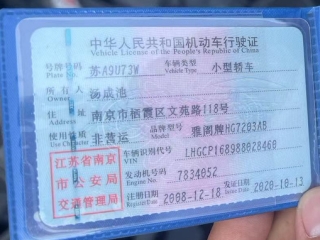 中华人民共和国机动车行驶证
Vehicle License of the People's Republic of China
号牌号码 苏A9U73W 车辆类型 小型轿车
Plate No. Vehicle Type
所有人 汤成池
Owner
住址 南京市栖霞区文苑路118号
Address
使用性质 非营运 品牌型号 雅阁牌HG7203AB
Use Character Model
江苏省南京
市公安局
交通管理局
车辆识别代号 LHGCP168988028460
VIN
发动机号码 7834052
Engine No.
注册日期 2008-12-18 发证日期 2020-10-13
Register Date Issue Date